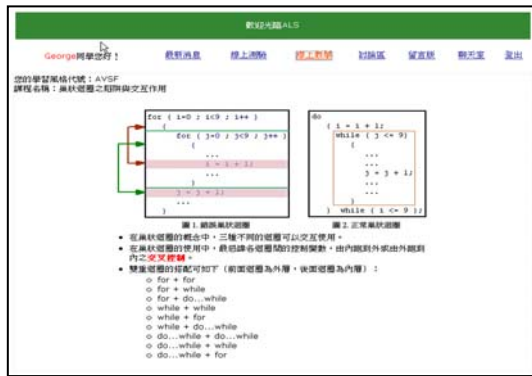 歡迎光臨ALS
George同學您好！
最新消息 線上測驗 線上教學 討論區 留言版 聊天室 登出
您的學習風格代號：AVSF
課程名稱：巢狀迴圈之陷阱與交互作用
for ( i=0 ; i<9 ; i++ )
{
for ( j=0 ; j<9 ; j++ )
{
...
i = i + 1;
...
}
j = j + 1;
}
圖 1. 錯誤巢狀迴圈
do
{ i = i + 1;
while ( j <= 9)
{
...
...
j = j + 1;
...
}
} while ( i <= 9 );
圖 2. 正常巢狀迴圈
在巢狀迴圈的概念中，三種不同的迴圈可以交互使用。
在巢狀迴圈的使用中，最忌諱各迴圈間的控制變數，由內跑到外或由外跑到
內之交叉控制。
雙重迴圈的搭配可如下（前面迴圈為外層，後面迴圈為內層）：
for + for
for + while
for + do...while
while + while
while + for
while + do...while
do...while + do...while
do...while + while
do...while + for